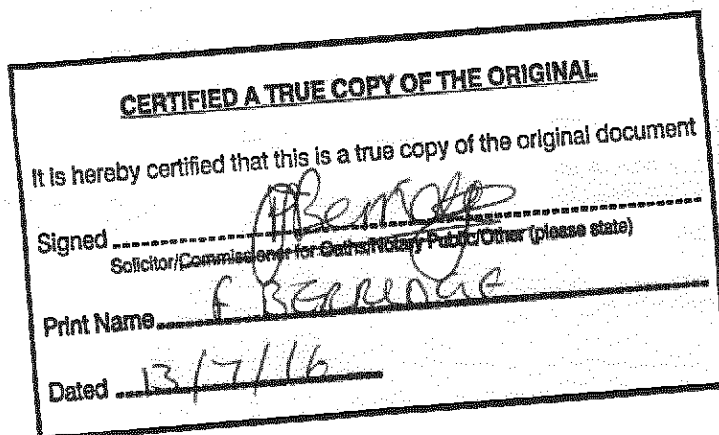 CERTIFIED A TRUE COPY OF THE ORIGINAL
It is hereby certified that this is a true copy of the original document
Signed
Solicitor/Commissioner for Oaths/Notary Public/Other (please state)
Print Name F BERRIDGE
Dated 13/7/16